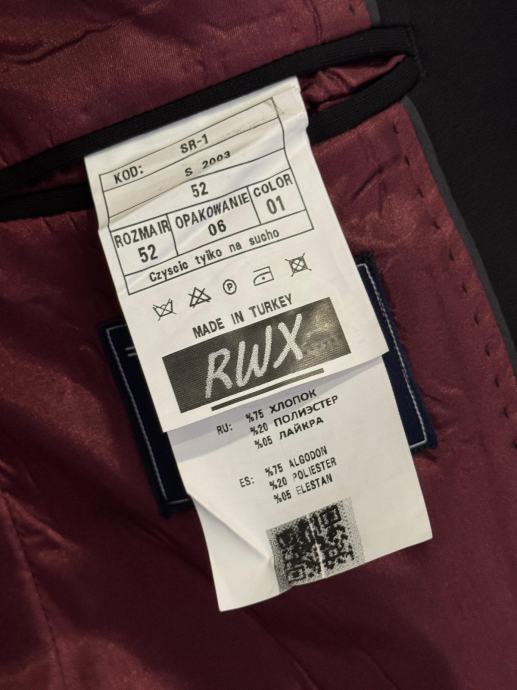 KOD: SR-1
S 2003
52
ROZMAIR OPAKOWANIE COLOR
52 06 01
Czyscic tylko na sucho
P
MADE IN TURKEY
RWX
RU: %75 ХЛОПОК
%20 ПОЛИЭСТЕР
%05 ЛАЙКРА
ES: %75 ALGODON
%20 POLIESTER
%05 ELESTAN